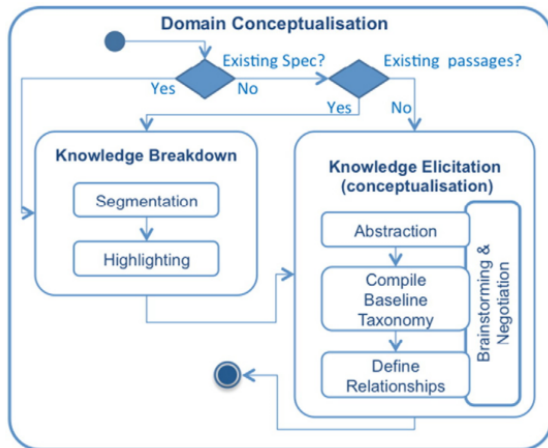 Domain Conceptualisation
Existing Spec?
Existing passages?
Yes
No
Yes
No
Knowledge Breakdown
Segmentation
Highlighting
Knowledge Elicitation
(conceptualisation)
Abstraction
Compile
Baseline
Taxonomy
Define
Relationships
Brainstorming &
Negotiation